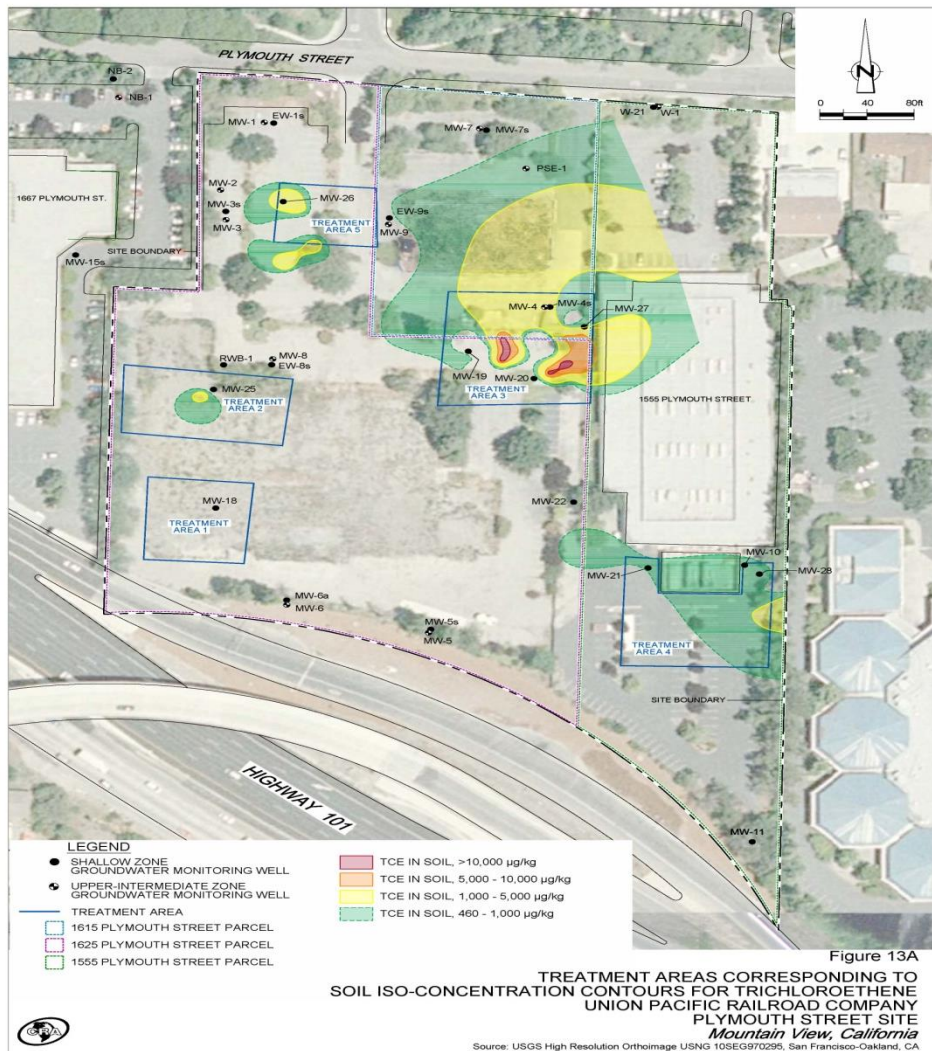 PLYMOUTH STREET
N
0 40 80ft
NB-2
NB-1
W-21
W-1
EW-1s
MW-1
MW-7
MW-7s
PSE-1
1667 PLYMOUTH ST.
MW-2
MW-3s
MW-3
MW-26
EW-9s
MW-9
TREATMENT
AREA 5
SITE BOUNDARY
MW-15s
MW-4
MW-4s
MW-27
RWB-1
MW-8
EW-8s
MW-19
MW-20
TREATMENT
AREA 3
MW-25
TREATMENT
AREA 2
1555 PLYMOUTH STREET.
MW-18
TREATMENT
AREA 1
MW-22
MW-10
MW-21
MW-28
MW-6a
MW-6
MW-5s
MW-5
TREATMENT
AREA 4
SITE BOUNDARY
HIGHWAY 101
MW-11
LEGEND
SHALLOW ZONE
GROUNDWATER MONITORING WELL
UPPER-INTERMEDIATE ZONE
GROUNDWATER MONITORING WELL
TREATMENT AREA
1615 PLYMOUTH STREET PARCEL
1625 PLYMOUTH STREET PARCEL
1555 PLYMOUTH STREET PARCEL
TCE IN SOIL, >10,000 µg/kg
TCE IN SOIL, 5,000 - 10,000 µg/kg
TCE IN SOIL, 1,000 - 5,000 µg/kg
TCE IN SOIL, 460 - 1,000 µg/kg
Figure 13A
TREATMENT AREAS CORRESPONDING TO
SOIL ISO-CONCENTRATION CONTOURS FOR TRICHLOROETHENE
UNION PACIFIC RAILROAD COMPANY
PLYMOUTH STREET SITE
Mountain View, California
CRA
Source: USGS High Resolution Orthoimage USNG 10SEG970295, San Francisco-Oakland, CA